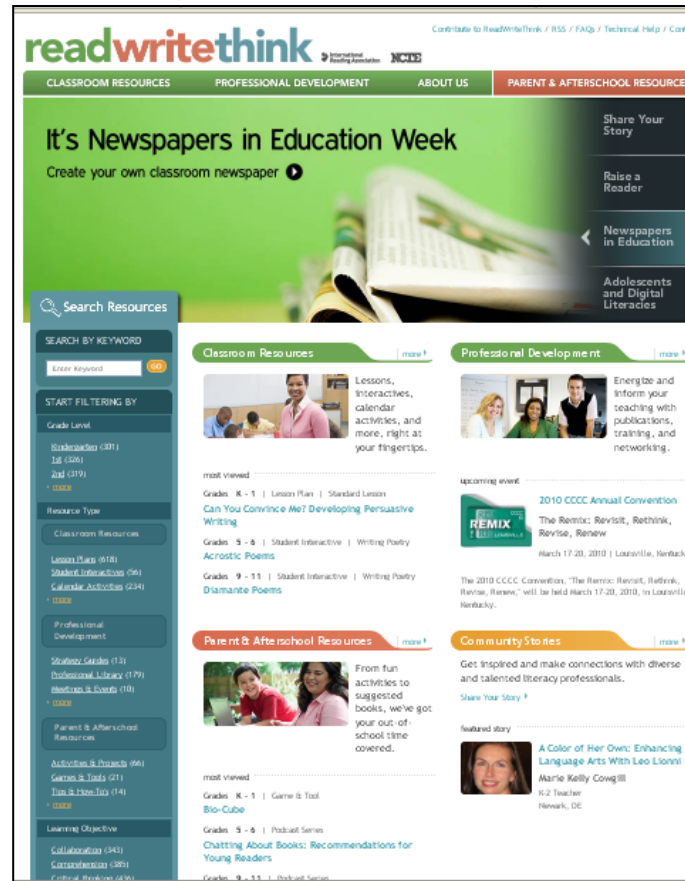 Contribute to ReadWriteThink / RSS / FAQs / Technical Help / Cont
readwritethink
International
Reading Association
NCTE
CLASSROOM RESOURCES
PROFESSIONAL DEVELOPMENT
ABOUT US
PARENT & AFTERSCHOOL RESOURCE
It's Newspapers in Education Week
Create your own classroom newspaper
Share Your
Story
Raise a
Reader
Newspapers
in Education
Adolescents
and Digital
Literacies
Search Resources
SEARCH BY KEYWORD
Enter Keyword
GO
START FILTERING BY
Grade Level
Kindergarten (301)
1st (326)
2nd (319)
more
Resource Type
Classroom Resources
Lesson Plans (618)
Student Interactives (56)
Calendar Activities (234)
more
Professional
Development
Strategy Guides (13)
Professional Library (179)
Meetings & Events (10)
more
Parent & Afterschool
Resources
Activities & Projects (66)
Games & Tools (21)
Tips & How-To's (14)
more
Learning Objective
Collaboration (343)
Comprehension (385)
Critical thinking (436)
Classroom Resources
more
Lessons,
interactives,
calendar
activities, and
more, right at
your fingertips.
most viewed
Grades K - 1 | Lesson Plan | Standard Lesson
Can You Convince Me? Developing Persuasive
Writing
Grades 5 - 6 | Student Interactive | Writing Poetry
Acrostic Poems
Grades 9 - 11 | Student Interactive | Writing Poetry
Diamante Poems
Professional Development
more
Energize and
inform your
teaching with
publications,
training, and
networking.
upcoming event
REMIX
LOUISVILLE
2010 CCCC Annual Convention
The Remix: Revisit, Rethink,
Revise, Renew
March 17-20, 2010 | Louisville, Kentuck
The 2010 CCCC Convention, "The Remix: Revisit, Rethink,
Revise, Renew," will be held March 17-20, 2010, in Louisvill
Kentucky.
Parent & Afterschool Resources
more
From fun
activities to
suggested
books, we've got
your out-of-
school time
covered.
most viewed
Grades K - 1 | Game & Tool
Bio-Cube
Grades 5 - 6 | Podcast Series
Chatting About Books: Recommendations for
Young Readers
Grades 9 - 11 | Podcast Series
Community Stories
more
Get inspired and make connections with diverse
and talented literacy professionals.
Share Your Story
featured story
A Color of Her Own: Enhancing
Language Arts With Leo Lionni
Marie Kelly Cowgill
K-2 Teacher
Newark, DE